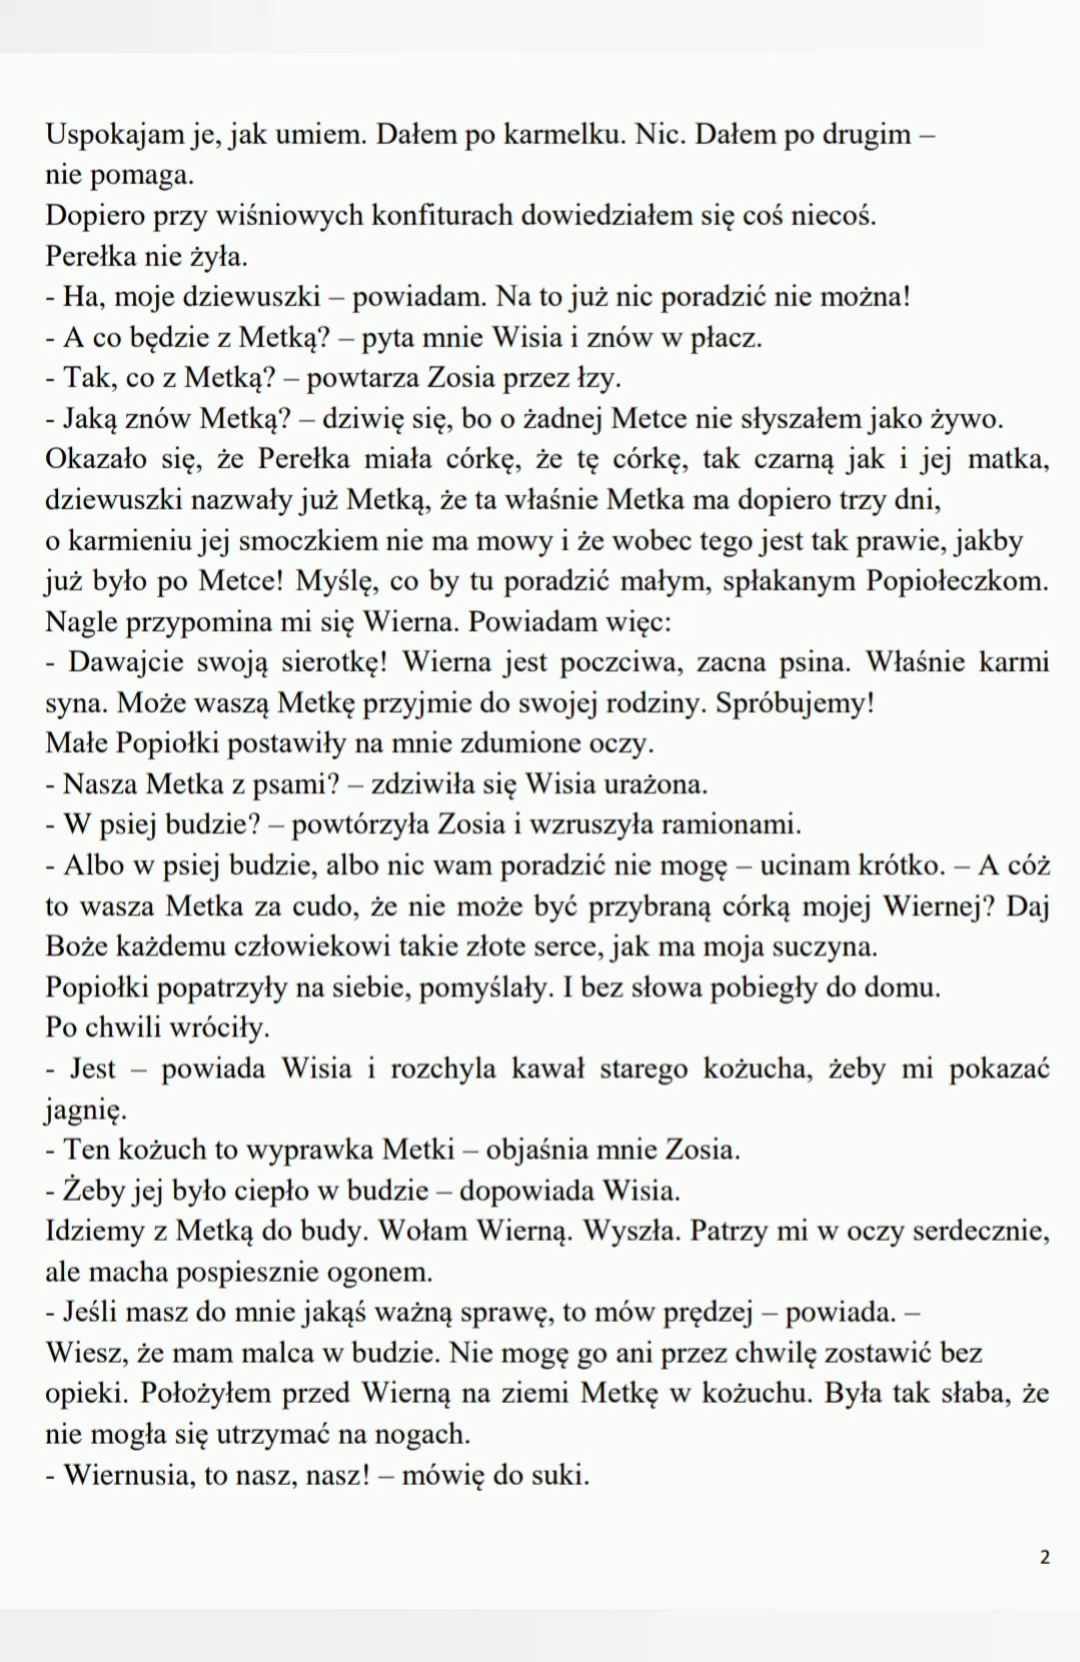 Uspokajam je, jak umiem. Dałem po karmelku. Nic. Dałem po drugim –
nie pomaga.
Dopiero przy wiśniowych konfiturach dowiedziałem się coś niecoś.
Perełka nie żyła.
- Ha, moje dziewuszki – powiadam. Na to już nic poradzić nie można!
- A co będzie z Metką? – pyta mnie Wisia i znów w płacz.
- Tak, co z Metką? – powtarza Zosia przez łzy.
- Jaką znów Metką? – dziwię się, bo o żadnej Metce nie słyszałem jako żywo.
Okazało się, że Perełka miała córkę, że tę córkę, tak czarną jak i jej matka,
dziewuszki nazwały już Metką, że ta właśnie Metka ma dopiero trzy dni,
o karmieniu jej smoczkiem nie ma mowy i że wobec tego jest tak prawie, jakby
już było po Metce! Myślę, co by tu poradzić małym, spłakanym Popiołeczkom.
Nagle przypomina mi się Wierna. Powiadam więc:
- Dawajcie swoją sierotkę! Wierna jest poczciwa, zacna psina. Właśnie karmi
syna. Może waszą Metkę przyjmie do swojej rodziny. Spróbujemy!
Małe Popiołki postawiły na mnie zdumione oczy.
- Nasza Metka z psami? – zdziwiła się Wisia urażona.
- W psiej budzie? – powtórzyła Zosia i wzruszyła ramionami.
- Albo w psiej budzie, albo nic wam poradzić nie mogę – ucinam krótko. – A cóż
to wasza Metka za cudo, że nie może być przybraną córką mojej Wiernej? Daj
Boże każdemu człowiekowi takie złote serce, jak ma moja suczyna.
Popiołki popatrzyły na siebie, pomyślały. I bez słowa pobiegły do domu.
Po chwili wróciły.
- Jest – powiada Wisia i rozchyla kawał starego kożucha, żeby mi pokazać
jagnię.
- Ten kożuch to wyprawka Metki – objaśnia mnie Zosia.
- Żeby jej było ciepło w budzie – dopowiada Wisia.
Idziemy z Metką do budy. Wołam Wierną. Wyszła. Patrzy mi w oczy serdecznie,
ale macha pospiesznie ogonem.
- Jeśli masz do mnie jakąś ważną sprawę, to mów prędzej – powiada. –
Wiesz, że mam malca w budzie. Nie mogę go ani przez chwilę zostawić bez
opieki. Położyłem przed Wierną na ziemi Metkę w kożuchu. Była tak słaba, że
nie mogła się utrzymać na nogach.
- Wiernusia, to nasz, nasz! – mówię do suki.
2